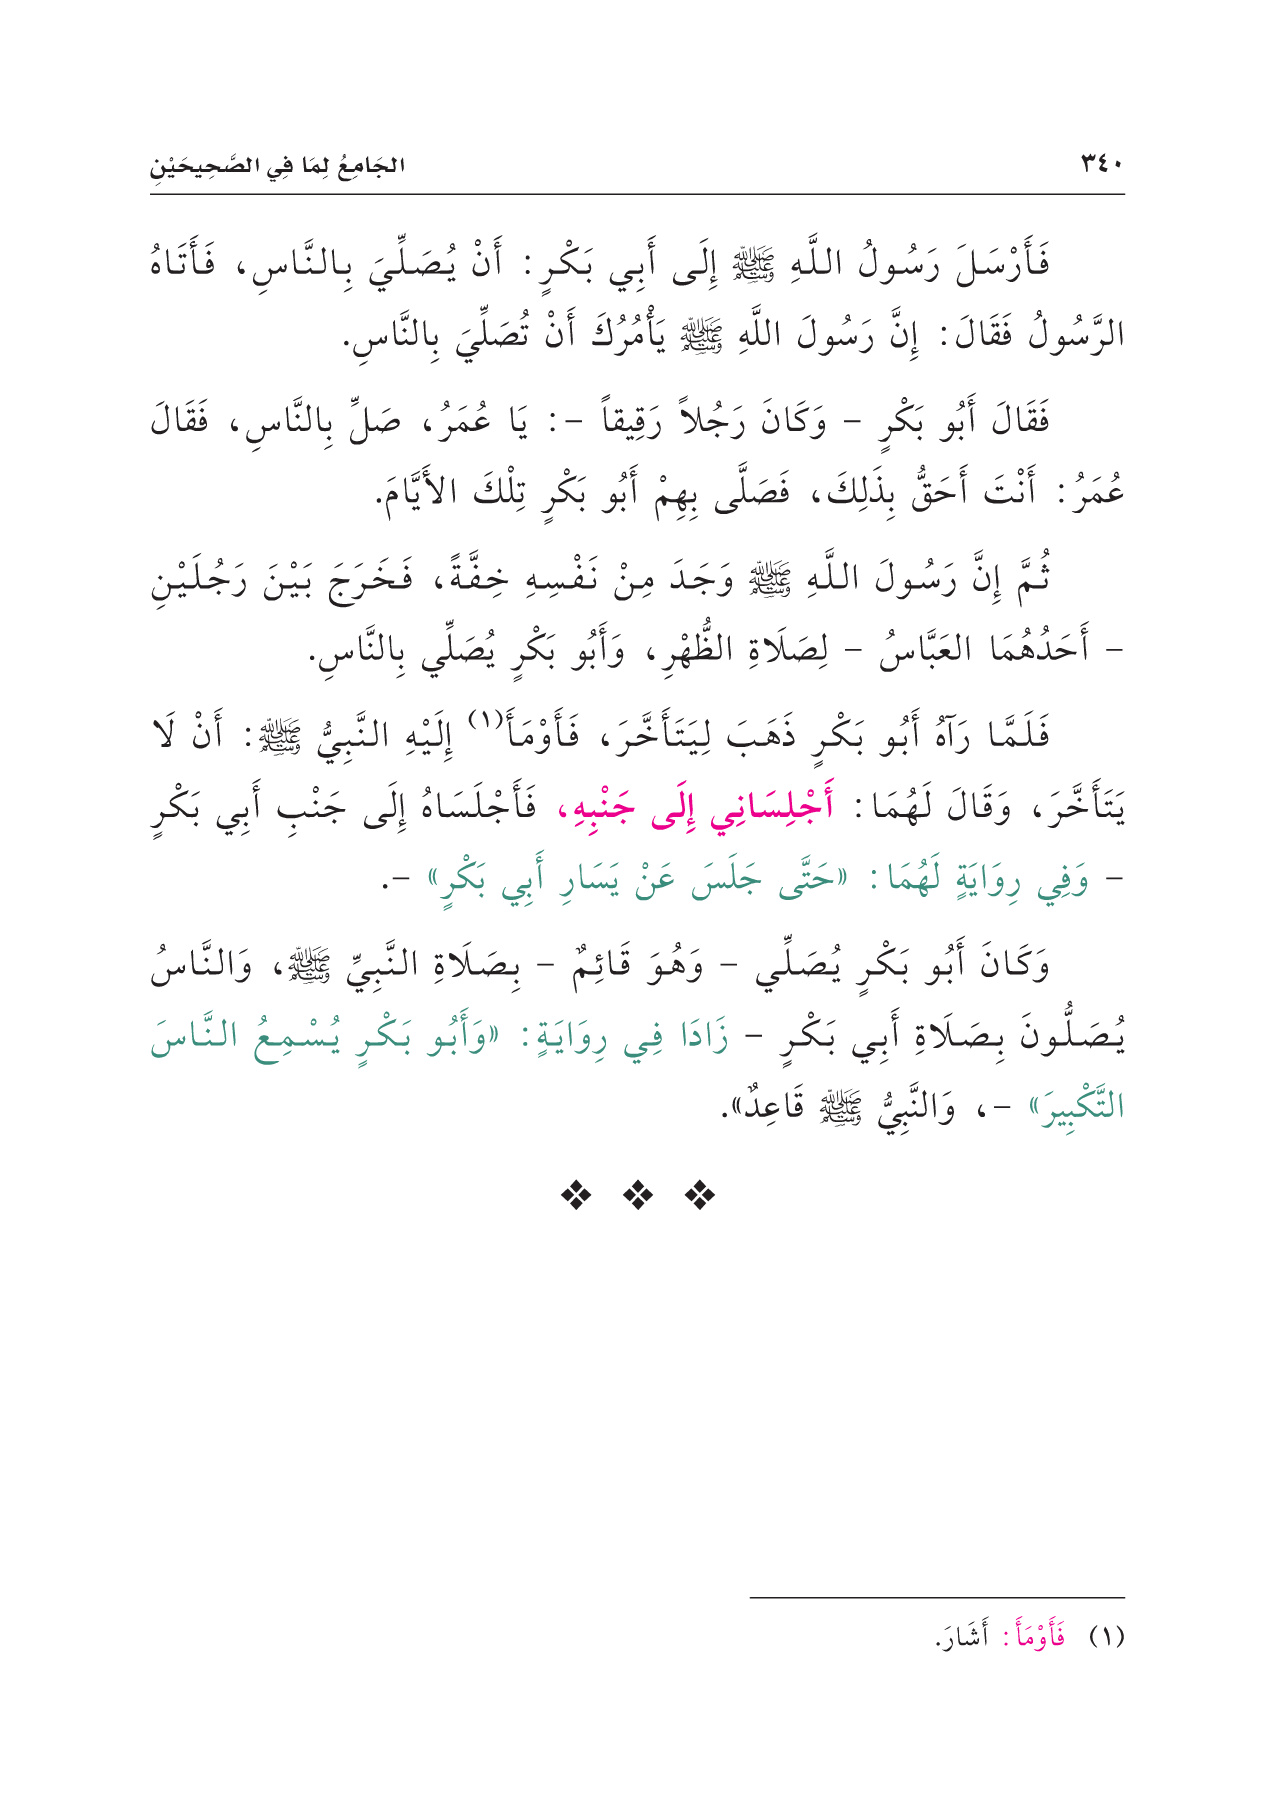 ٣٤٠ الجَامِعُ لِمَا فِي الصَّحِيحَيْنِ
فَأَرْسَلَ رَسُولُ اللَّهِ ﷺ إِلَى أَبِي بَكْرٍ: أَنْ يُصَلِّيَ بِالنَّاسِ، فَأَتَاهُ
الرَّسُولُ فَقَالَ: إِنَّ رَسُولَ اللَّهِ ﷺ يَأْمُرُكَ أَنْ تُصَلِّيَ بِالنَّاسِ.
فَقَالَ أَبُو بَكْرٍ – وَكَانَ رَجُلاً رَقِيقاً –: يَا عُمَرُ، صَلِّ بِالنَّاسِ، فَقَالَ
عُمَرُ: أَنْتَ أَحَقُّ بِذَلِكَ، فَصَلَّى بِهِمْ أَبُو بَكْرٍ تِلْكَ الأَيَّامَ.
ثُمَّ إِنَّ رَسُولَ اللَّهِ ﷺ وَجَدَ مِنْ نَفْسِهِ خِفَّةً، فَخَرَجَ بَيْنَ رَجُلَيْنِ
– أَحَدُهُمَا العَبَّاسُ – لِصَلَاةِ الظُّهْرِ، وَأَبُو بَكْرٍ يُصَلِّي بِالنَّاسِ.
فَلَمَّا رَآهُ أَبُو بَكْرٍ ذَهَبَ لِيَتَأَخَّرَ، فَأَوْمَأَ(١) إِلَيْهِ النَّبِيُّ ﷺ: أَنْ لَا
يَتَأَخَّرَ، وَقَالَ لَهُمَا: أَجْلِسَانِي إِلَى جَنْبِهِ، فَأَجْلَسَاهُ إِلَى جَنْبِ أَبِي بَكْرٍ
– وَفِي رِوَايَةٍ لَهُمَا: «حَتَّى جَلَسَ عَنْ يَسَارِ أَبِي بَكْرٍ» –.
وَكَانَ أَبُو بَكْرٍ يُصَلِّي – وَهُوَ قَائِمٌ – بِصَلَاةِ النَّبِيِّ ﷺ، وَالنَّاسُ
يُصَلُّونَ بِصَلَاةِ أَبِي بَكْرٍ – زَادَا فِي رِوَايَةٍ: «وَأَبُو بَكْرٍ يُسْمِعُ النَّاسَ
التَّكْبِيرَ» –، وَالنَّبِيُّ ﷺ قَاعِدٌ».
(١) فَأَوْمَأَ: أَشَارَ.